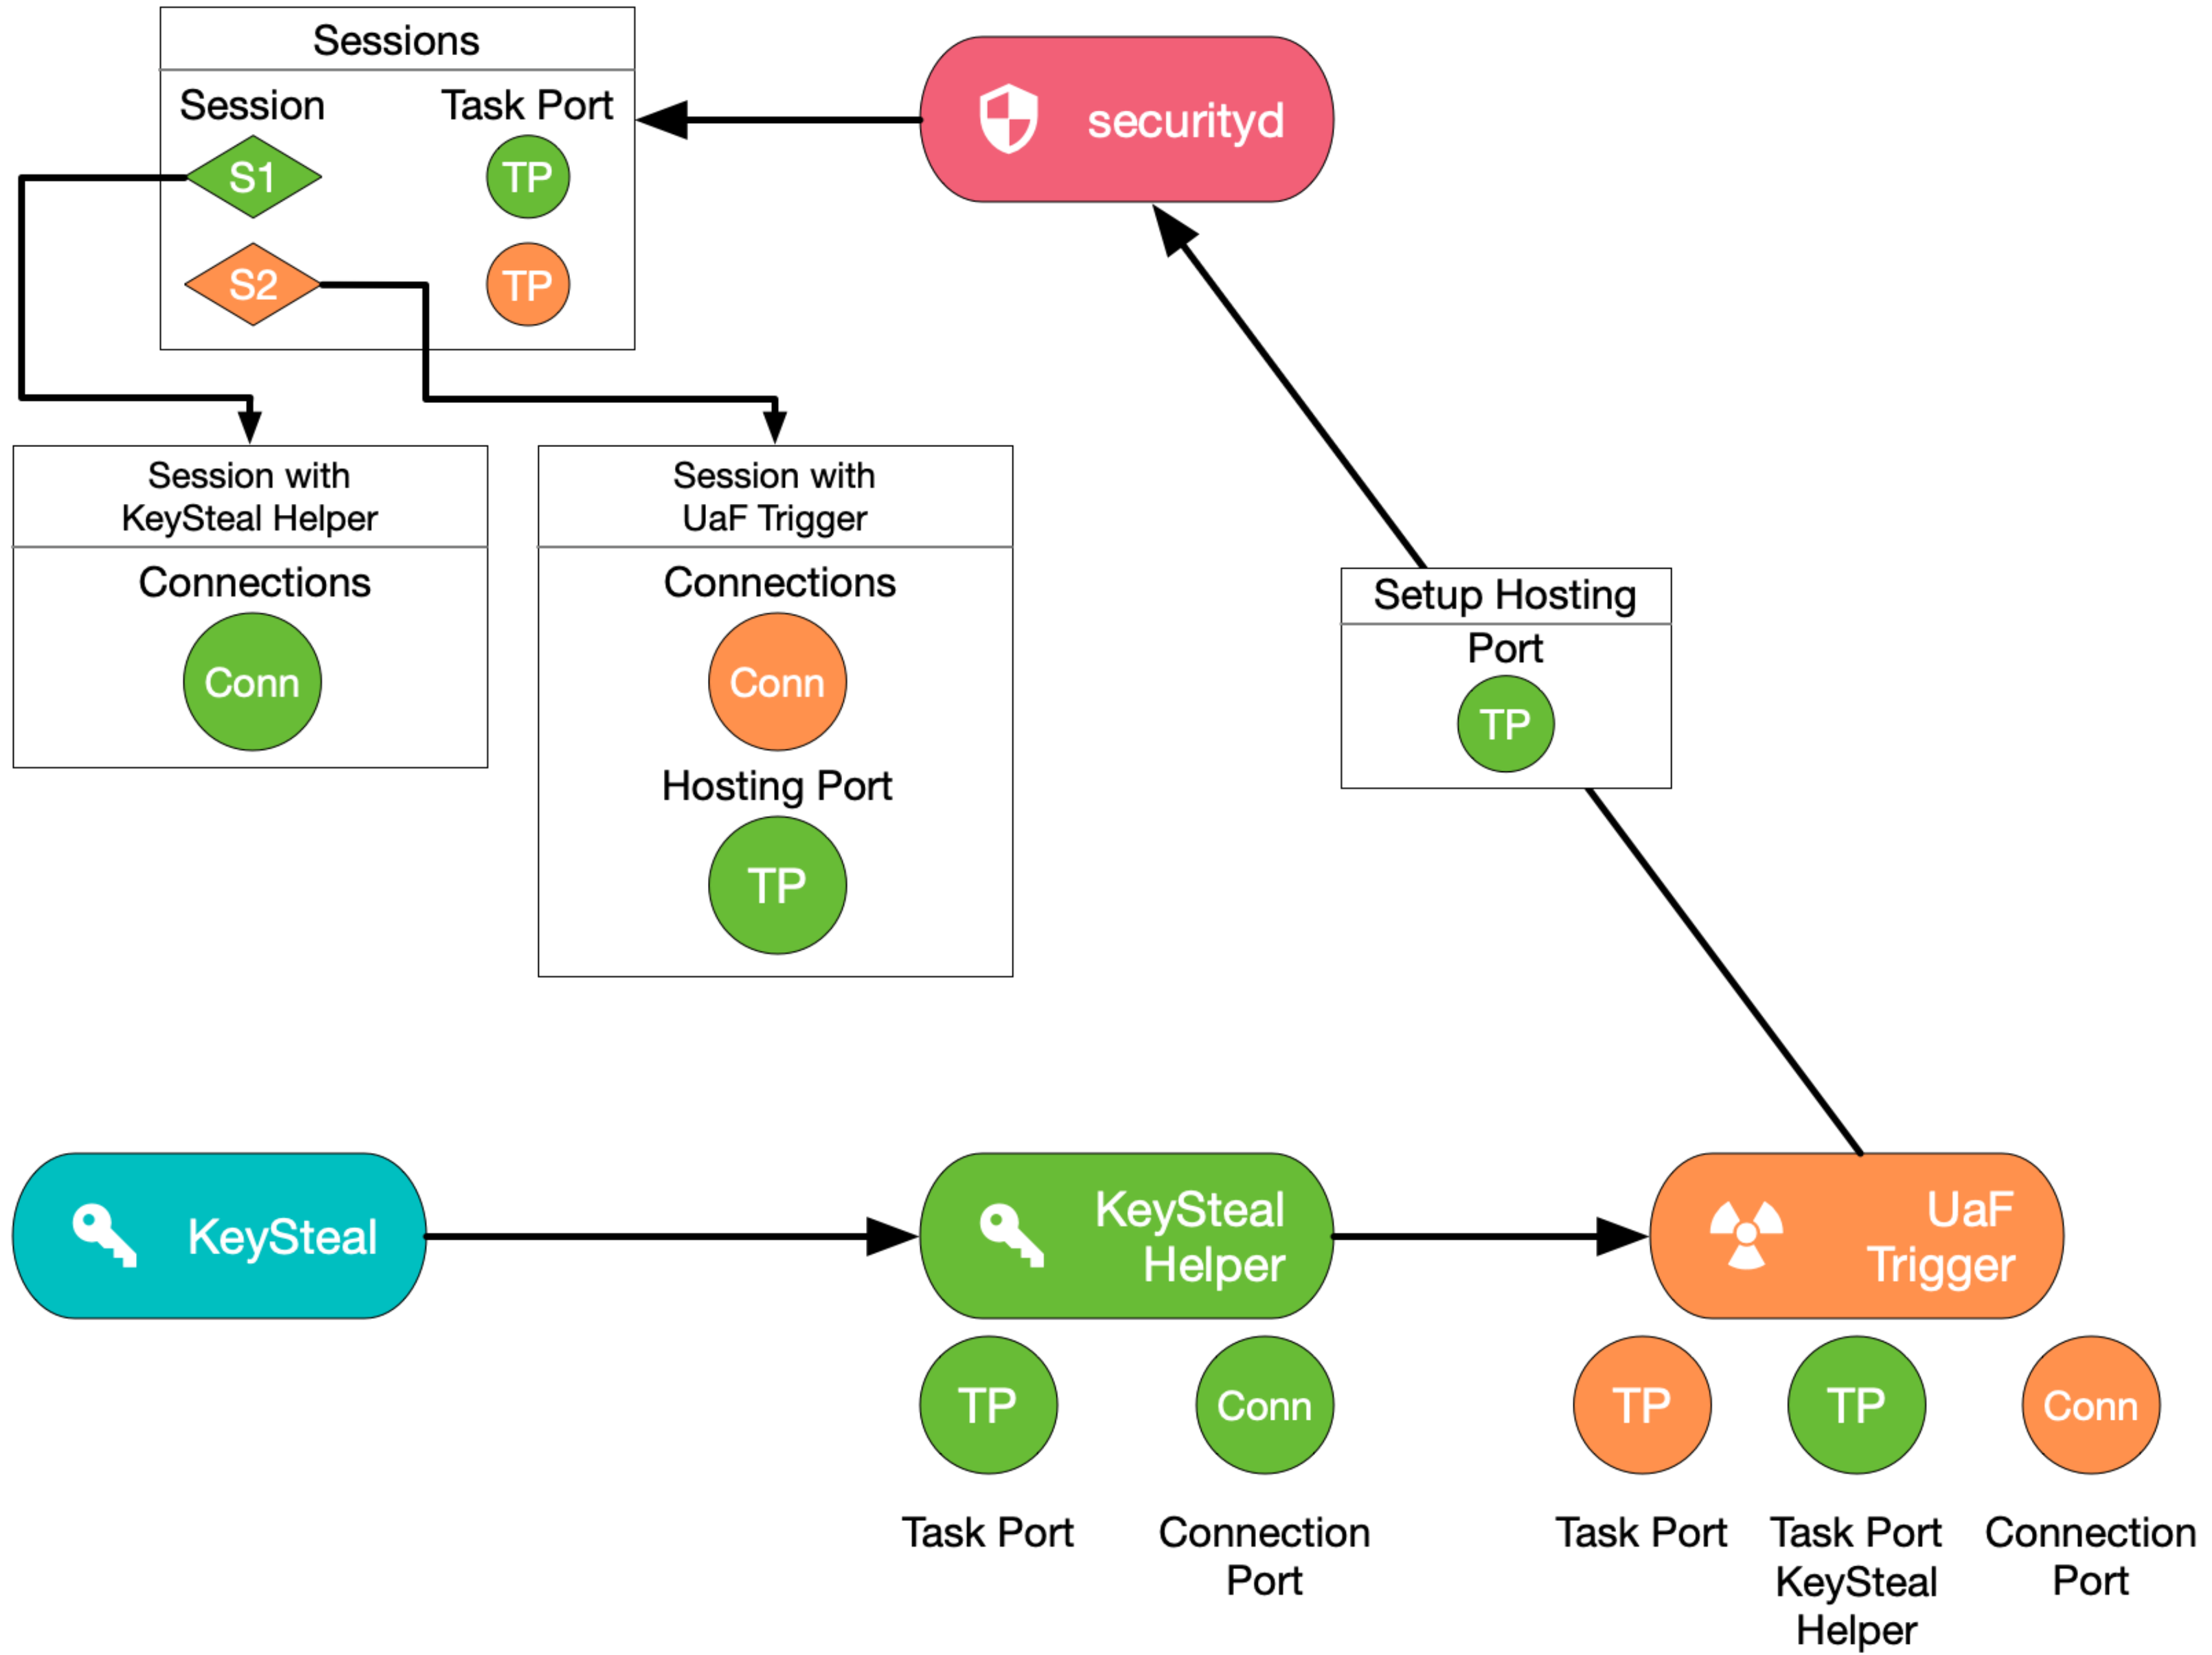 Sessions
Session
Task Port
S1
TP
S2
TP
securityd
Session with
KeySteal Helper
Connections
Conn
Session with
UaF Trigger
Connections
Conn
Hosting Port
TP
Setup Hosting
Port
TP
KeySteal
KeySteal
Helper
UaF
Trigger
TP
Conn
TP
TP
Conn
Task Port
Connection
Port
Task Port
Task Port
KeySteal
Helper
Connection
Port